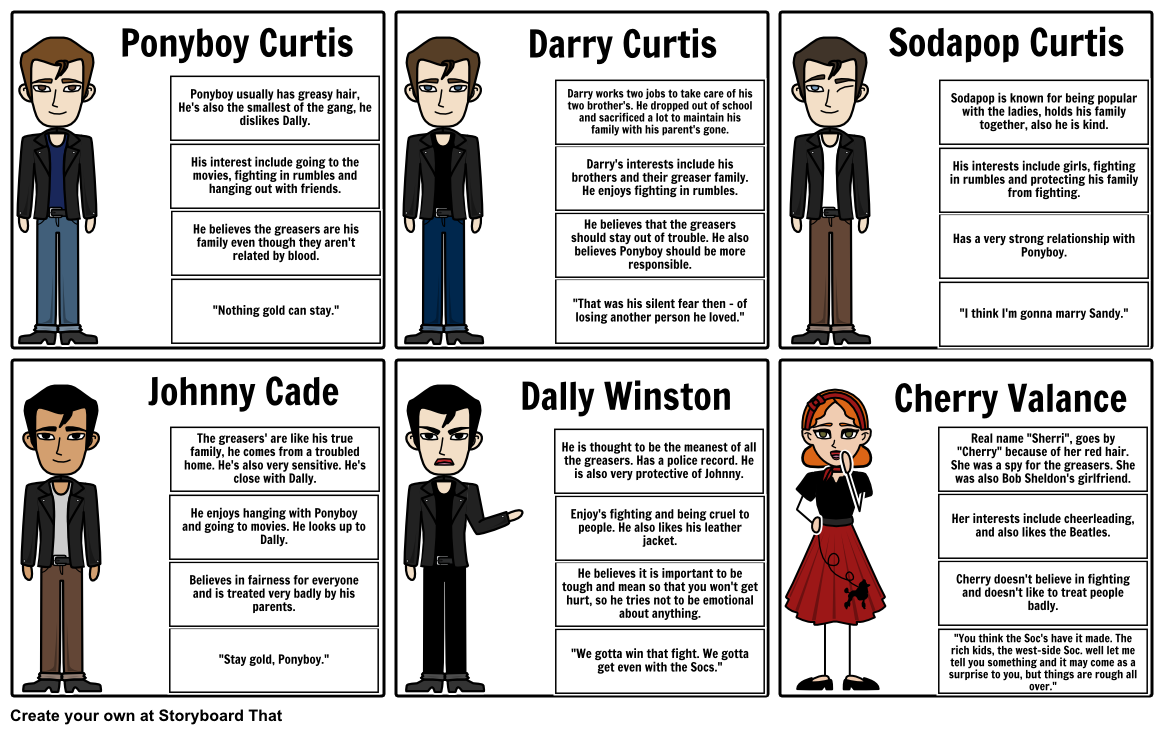 Ponyboy Curtis
Ponyboy usually has greasy hair,
He's also the smallest of the gang, he
dislikes Dally.
His interest include going to the
movies, fighting in rumbles and
hanging out with friends.
He believes the greasers are his
family even though they aren't
related by blood.
"Nothing gold can stay."
Darry Curtis
Darry works two jobs to take care of his
two brother's. He dropped out of school
and sacrificed a lot to maintain his
family with his parent's gone.
Darry's interests include his
brothers and their greaser family.
He enjoys fighting in rumbles.
He believes that the greasers
should stay out of trouble. He also
believes Ponyboy should be more
responsible.
"That was his silent fear then - of
losing another person he loved."
Sodapop Curtis
Sodapop is known for being popular
with the ladies, holds his family
together, also he is kind.
His interests include girls, fighting
in rumbles and protecting his family
from fighting.
Has a very strong relationship with
Ponyboy.
"I think I'm gonna marry Sandy."
Johnny Cade
The greasers' are like his true
family, he comes from a troubled
home. He's also very sensitive. He's
close with Dally.
He enjoys hanging with Ponyboy
and going to movies. He looks up to
Dally.
Believes in fairness for everyone
and is treated very badly by his
parents.
"Stay gold, Ponyboy."
Dally Winston
He is thought to be the meanest of all
the greasers. Has a police record. He
is also very protective of Johnny.
Enjoy's fighting and being cruel to
people. He also likes his leather
jacket.
He believes it is important to be
tough and mean so that you won't get
hurt, so he tries not to be emotional
about anything.
"We gotta win that fight. We gotta
get even with the Socs."
Cherry Valance
Real name "Sherri", goes by
"Cherry" because of her red hair.
She was a spy for the greasers. She
was also Bob Sheldon's girlfriend.
Her interests include cheerleading,
and also likes the Beatles.
Cherry doesn't believe in fighting
and doesn't like to treat people
badly.
"You think the Soc's have it made. The
rich kids, the west-side Soc. well let me
tell you something and it may come as a
surprise to you, but things are rough all
over."
Create your own at Storyboard That